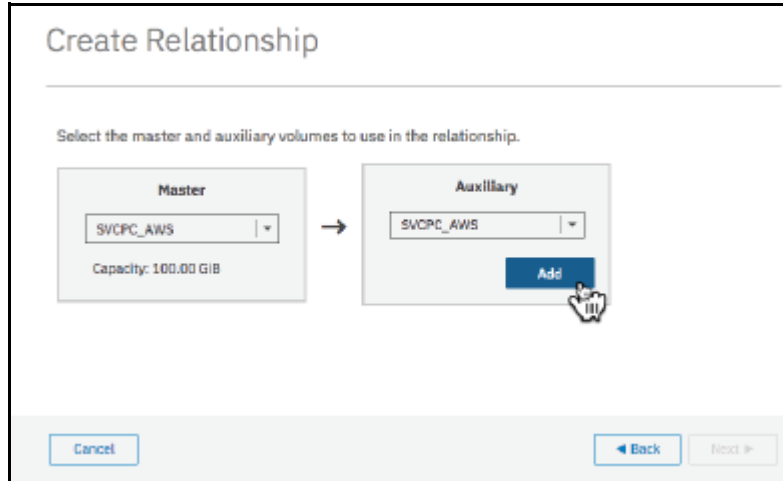 Create Relationship
Select the master and auxiliary volumes to use in the relationship.
Master
SVCPC_AWS
Capacity: 100.00 GiB
Auxiliary
SVCPC_AWS
Add
Cancel
Back
Next